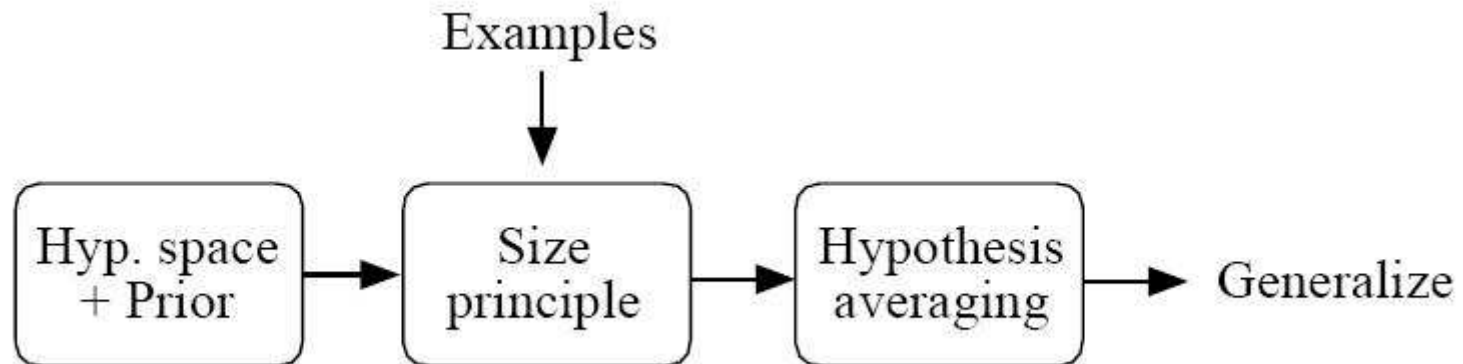 Examples
Hyp. space
+ Prior
Size
principle
Hypothesis
averaging
Generalize